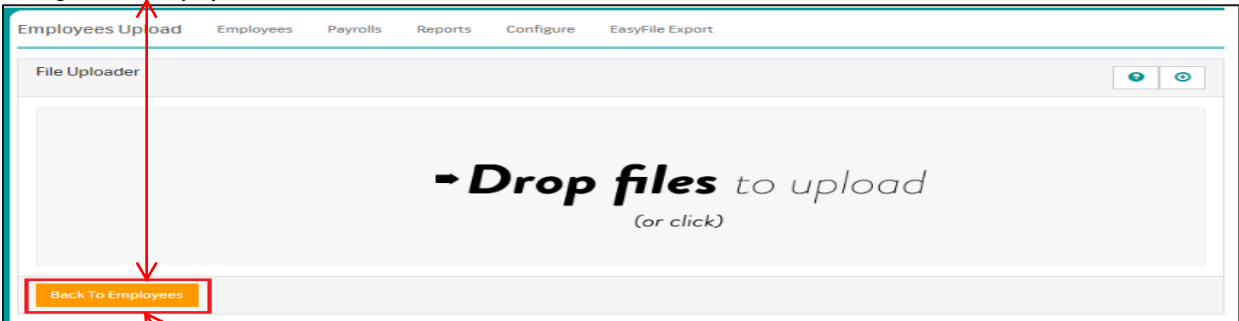 Employees Upload Employees Payrolls Reports Configure EasyFile Export
File Uploader
Drop files to upload
(or click)
Back To Employees